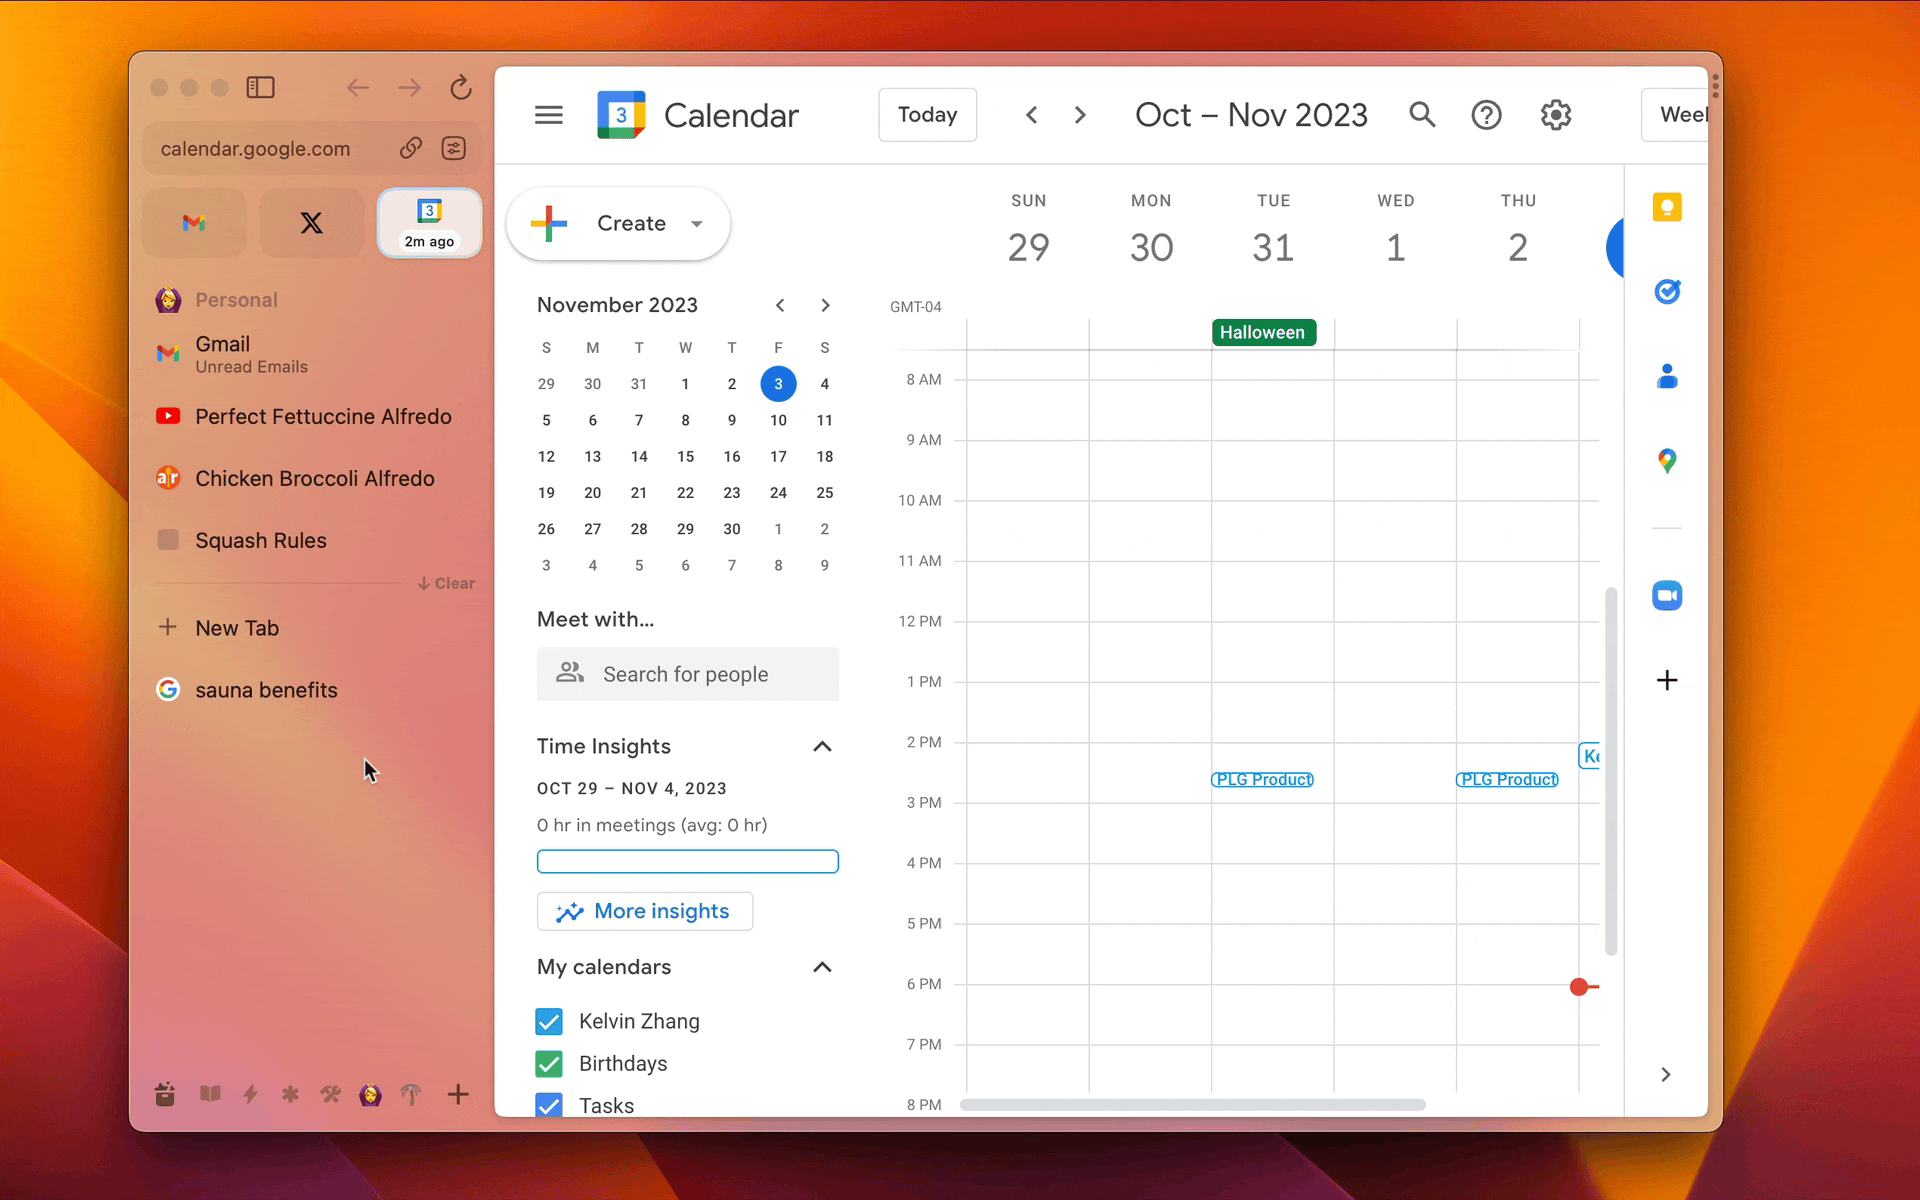 calendar.google.com
2m ago
Personal
Gmail
Unread Emails
Perfect Fettuccine Alfredo
Chicken Broccoli Alfredo
Squash Rules
Clear
New Tab
sauna benefits
Calendar
Today
Oct – Nov 2023
Create
November 2023
S M T W T F S
29 30 31 1 2 3 4
5 6 7 8 9 10 11
12 13 14 15 16 17 18
19 20 21 22 23 24 25
26 27 28 29 30 1 2
3 4 5 6 7 8 9
Meet with...
Search for people
Time Insights
OCT 29 – NOV 4, 2023
0 hr in meetings (avg: 0 hr)
More insights
My calendars
Kelvin Zhang
Birthdays
Tasks
SUN MON TUE WED THU
29 30 31 1 2
GMT-04
Halloween
8 AM
9 AM
10 AM
11 AM
12 PM
1 PM
2 PM
PLG Product PLG Product
3 PM
4 PM
5 PM
6 PM
7 PM
8 PM